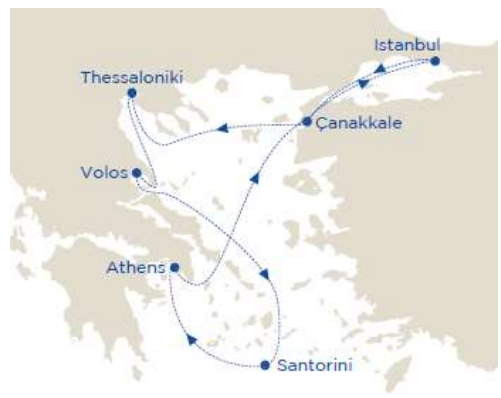 Istanbul
Thessaloniki
Çanakkale
Volos
Athens
Santorini